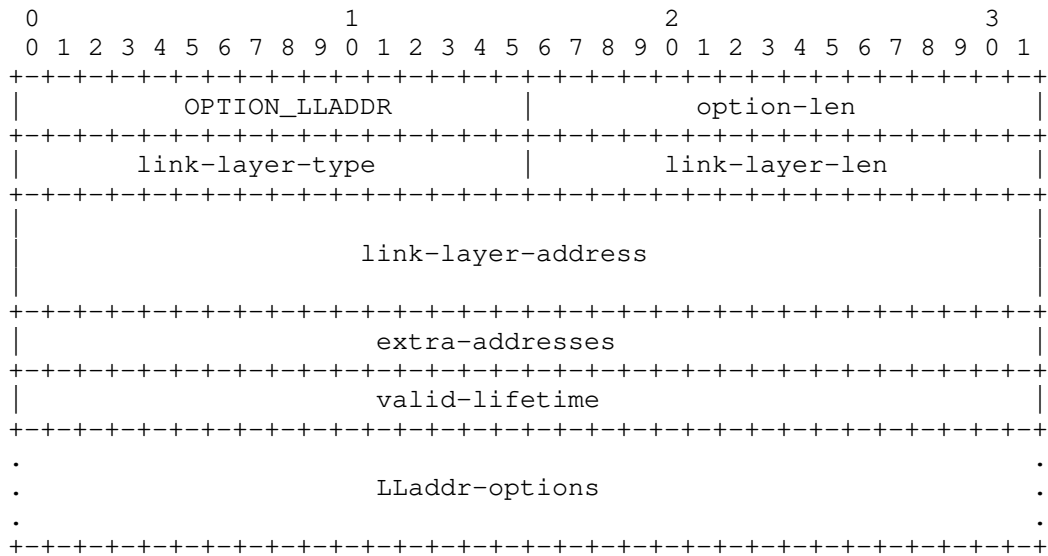 0                   1                   2                   3
 0 1 2 3 4 5 6 7 8 9 0 1 2 3 4 5 6 7 8 9 0 1 2 3 4 5 6 7 8 9 0 1
+-+-+-+-+-+-+-+-+-+-+-+-+-+-+-+-+-+-+-+-+-+-+-+-+-+-+-+-+-+-+-+-+
|          OPTION_LLADDR        |          option-len           |
+-+-+-+-+-+-+-+-+-+-+-+-+-+-+-+-+-+-+-+-+-+-+-+-+-+-+-+-+-+-+-+-+
|       link-layer-type         |        link-layer-len         |
+-+-+-+-+-+-+-+-+-+-+-+-+-+-+-+-+-+-+-+-+-+-+-+-+-+-+-+-+-+-+-+-+
|                                                               |
|                     link-layer-address                        |
|                                                               |
+-+-+-+-+-+-+-+-+-+-+-+-+-+-+-+-+-+-+-+-+-+-+-+-+-+-+-+-+-+-+-+-+
|                      extra-addresses                          |
+-+-+-+-+-+-+-+-+-+-+-+-+-+-+-+-+-+-+-+-+-+-+-+-+-+-+-+-+-+-+-+-+
|                      valid-lifetime                           |
+-+-+-+-+-+-+-+-+-+-+-+-+-+-+-+-+-+-+-+-+-+-+-+-+-+-+-+-+-+-+-+-+
.                                                               .
.                      LLaddr-options                           .
.                                                               .
+-+-+-+-+-+-+-+-+-+-+-+-+-+-+-+-+-+-+-+-+-+-+-+-+-+-+-+-+-+-+-+-+